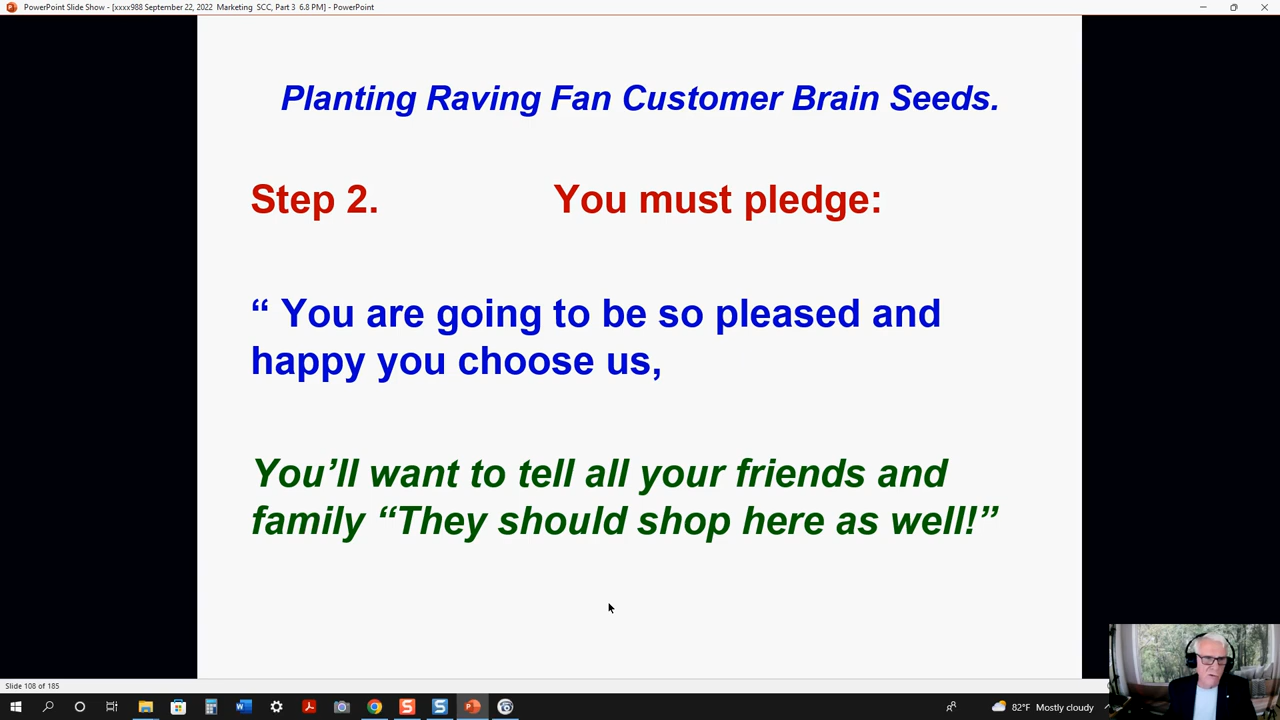 PowerPoint Slide Show - [xxxx988 September 22, 2022 Marketing SCC, Part 3 6.8 PM] - PowerPoint
Planting Raving Fan Customer Brain Seeds.
Step 2. You must pledge:
“ You are going to be so pleased and
happy you choose us,
You’ll want to tell all your friends and
family “They should shop here as well!”
Slide 108 of 185
82°F Mostly cloudy